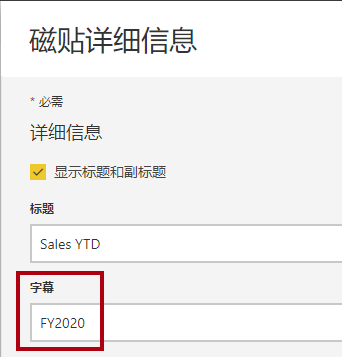 磁贴详细信息
* 必需
详细信息
显示标题和副标题
标题
Sales YTD
字幕
FY2020